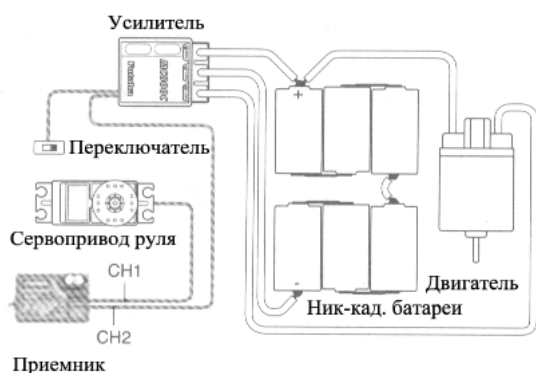 Усилитель
Переключатель
Сервопривод руля
CH1
CH2
Приемник
+
-
Ник-кад. батареи
Двигатель